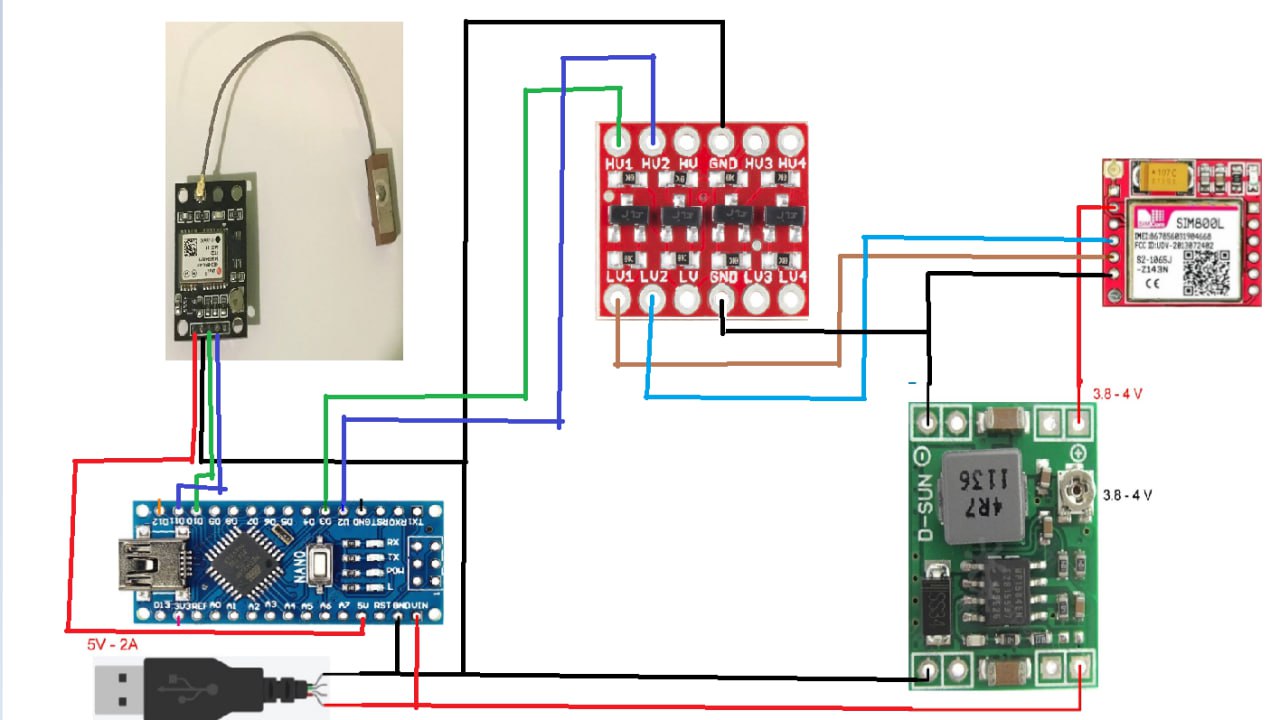 HV1 HV2 HV GND HV3 HV4
LV1 LV2 LV GND LV3 LV4
SIM800L
IMEI:867856031904668
FCC ID:UDV-2013072402
S2-1065J
-Z143N
CE
3.8 - 4 V
3.8 - 4 V
D-SUN
4R7
1136
D12 D11 D10 D9 D8 D7 D6 D5 D4 D3 D2 GND RST RX0 TX1
RX
TX
POW
L
NANO
D13 3V3 REF A0 A1 A2 A3 A4 A5 A6 A7 5V RST GND VIN
5V - 2A